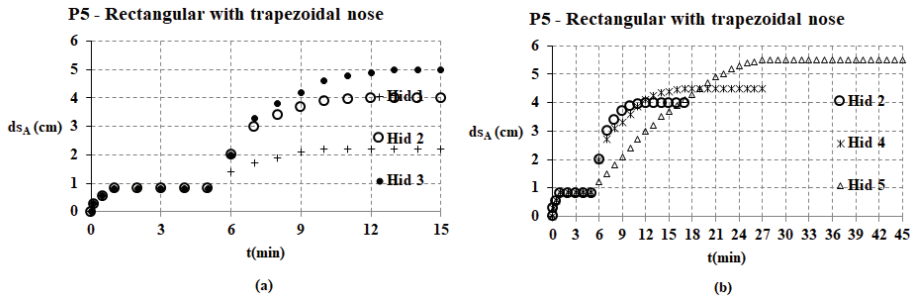 P5 - Rectangular with trapezoidal nose
(a)
6
5
4
3
2
1
0
dsA (cm)
Hid 1
Hid 2
Hid 3
0 3 6 9 12 15
t(min)
(a)
P5 - Rectangular with trapezoidal nose
(b)
6
5
4
3
2
1
0
dsA (cm)
Hid 2
Hid 4
Hid 5
0 3 6 9 12 15 18 21 24 27 30 33 36 39 42 45
t(min)
(b)